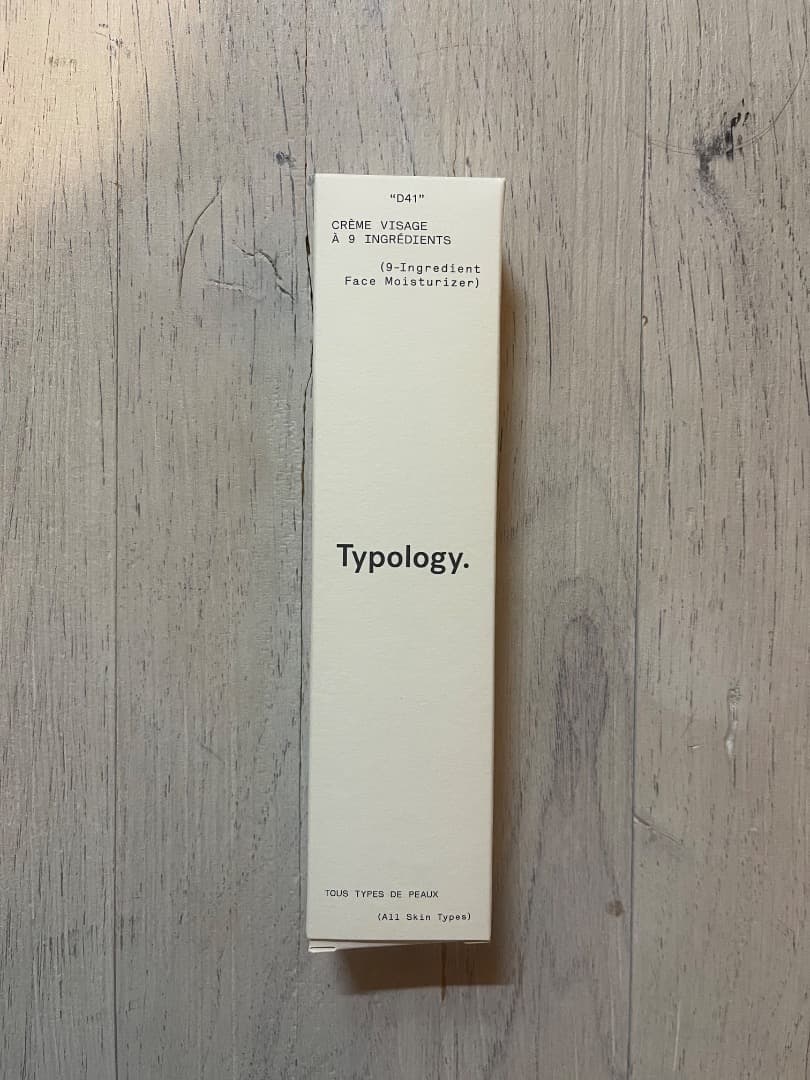 “D41”
CRÈME VISAGE
À 9 INGRÉDIENTS
(9-Ingredient
Face Moisturizer)
Typology.
TOUS TYPES DE PEAUX
(All Skin Types)